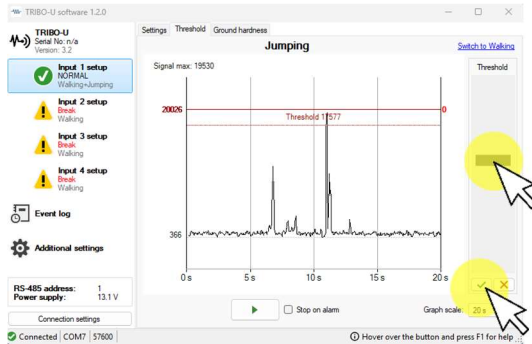 TRIBO-U software 1.2.0
TRIBO-U
Serial No: n/a
Version: 3.2
Input 1 setup
NORMAL
Walking+Jumping
Input 2 setup
Break
Walking
Input 3 setup
Break
Walking
Input 4 setup
Break
Walking
Event log
Additional settings
RS-485 address: 1
Power supply: 13.1 V
Connection settings
Settings Threshold Ground hardness
Jumping
Switch to Walking
Signal max: 19530
Threshold
20026
0
Threshold 17577
366
0 s 5 s 10 s 15 s 20 s
Stop on alarm
Graph scale: 20 s
Connected COM7 57600
Hover over the button and press F1 for help